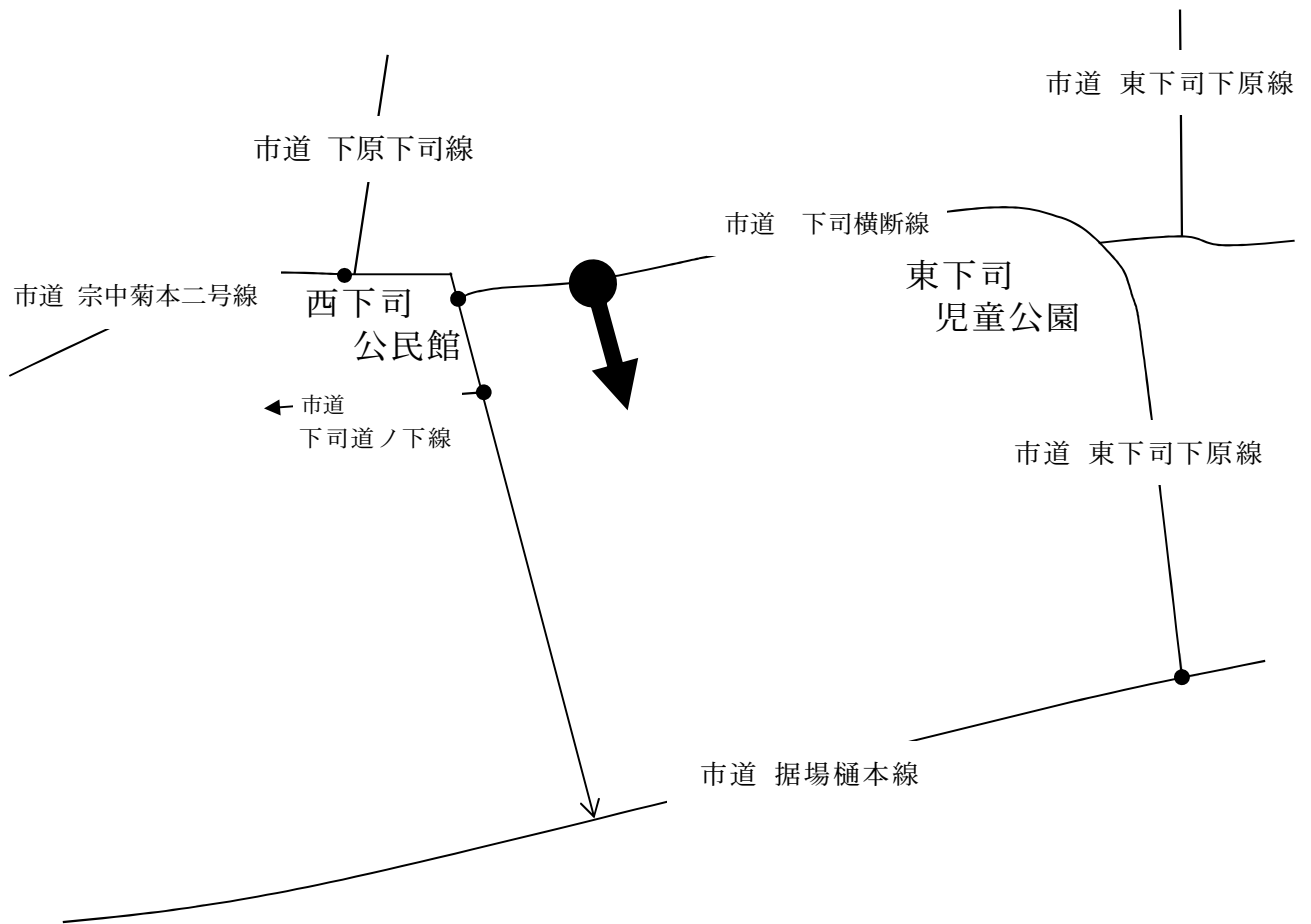 市道 東下司下原線
市道 下原下司線
市道 下司横断線
東下司
児童公園
市道 宗中菊本二号線
西下司
公民館
市道
下司道ノ下線
市道 東下司下原線
市道 据場樋本線